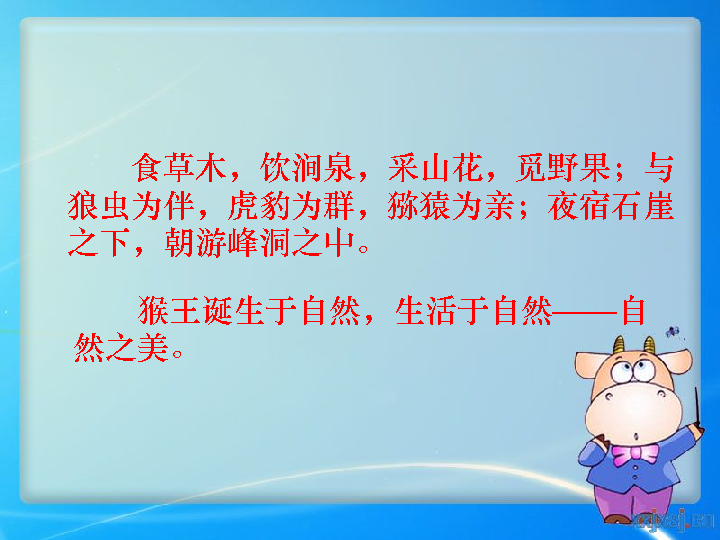 食草木，饮涧泉，采山花，觅野果；与
狼虫为伴，虎豹为群，猕猿为亲；夜宿石崖
之下，朝游峰洞之中。
猴王诞生于自然，生活于自然——自
然之美。